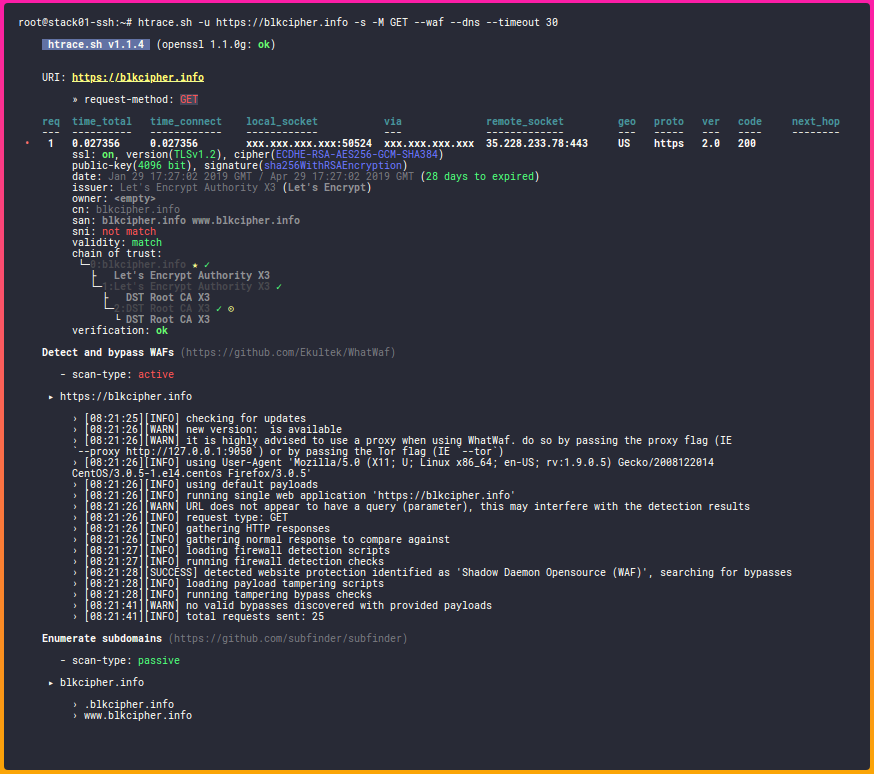 root@stack01-ssh:~# htrace.sh -u https://blkcipher.info -s -M GET --waf --dns --timeout 30
htrace.sh v1.1.4 (openssl 1.1.0g: ok)
URI: https://blkcipher.info
» request-method: GET
req time_total time_connect local_socket via remote_socket geo proto ver code next_hop
--- ---------- ------------ ------------ --- ------------- --- ----- --- ---- --------
• 1 0.027356 0.027356 xxx.xxx.xxx.xxx:50524 xxx.xxx.xxx.xxx 35.228.233.78:443 US https 2.0 200
ssl: on, version(TLSv1.2), cipher(ECDHE-RSA-AES256-GCM-SHA384)
public-key(4096 bit), signature(sha256WithRSAEncryption)
date: Jan 29 17:27:02 2019 GMT / Apr 29 17:27:02 2019 GMT (28 days to expired)
issuer: Let's Encrypt Authority X3 (Let's Encrypt)
owner: <empty>
cn: blkcipher.info
san: blkcipher.info www.blkcipher.info
sni: not match
validity: match
chain of trust:
└─0:blkcipher.info ★ ✓
├ Let's Encrypt Authority X3
└─1:Let's Encrypt Authority X3 ✓
├ DST Root CA X3
└─2:DST Root CA X3 ✓ ⊙
└ DST Root CA X3
verification: ok
Detect and bypass WAFs (https://github.com/Ekultek/WhatWaf)
- scan-type: active
▸ https://blkcipher.info
› [08:21:25][INFO] checking for updates
› [08:21:26][WARN] new version:  is available
› [08:21:26][WARN] it is highly advised to use a proxy when using WhatWaf. do so by passing the proxy flag (IE
`--proxy http://127.0.0.1:9050`) or by passing the Tor flag (IE `--tor`)
› [08:21:26][INFO] using User-Agent 'Mozilla/5.0 (X11; U; Linux x86_64; en-US; rv:1.9.0.5) Gecko/2008122014
CentOS/3.0.5-1.el4.centos Firefox/3.0.5'
› [08:21:26][INFO] using default payloads
› [08:21:26][INFO] running single web application 'https://blkcipher.info'
› [08:21:26][WARN] URL does not appear to have a query (parameter), this may interfere with the detection results
› [08:21:26][INFO] request type: GET
› [08:21:26][INFO] gathering HTTP responses
› [08:21:26][INFO] gathering normal response to compare against
› [08:21:27][INFO] loading firewall detection scripts
› [08:21:27][INFO] running firewall detection checks
› [08:21:28][SUCCESS] detected website protection identified as 'Shadow Daemon Opensource (WAF)', searching for bypasses
› [08:21:28][INFO] loading payload tampering scripts
› [08:21:28][INFO] running tampering bypass checks
› [08:21:41][WARN] no valid bypasses discovered with provided payloads
› [08:21:41][INFO] total requests sent: 25
Enumerate subdomains (https://github.com/subfinder/subfinder)
- scan-type: passive
▸ blkcipher.info
› .blkcipher.info
› www.blkcipher.info